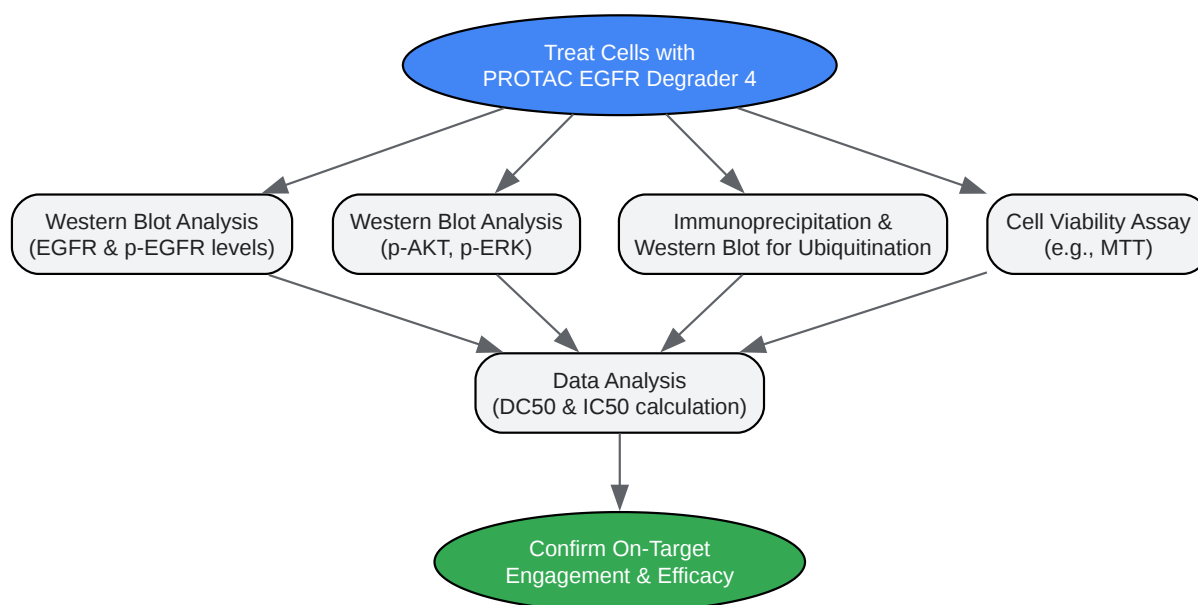 Treat Cells with
PROTAC EGFR Degrader 4
Western Blot Analysis
(EGFR & p-EGFR levels)
Western Blot Analysis
(p-AKT, p-ERK)
Immunoprecipitation &
Western Blot for Ubiquitination
Cell Viability Assay
(e.g., MTT)
Data Analysis
(DC50 & IC50 calculation)
Confirm On-Target
Engagement & Efficacy